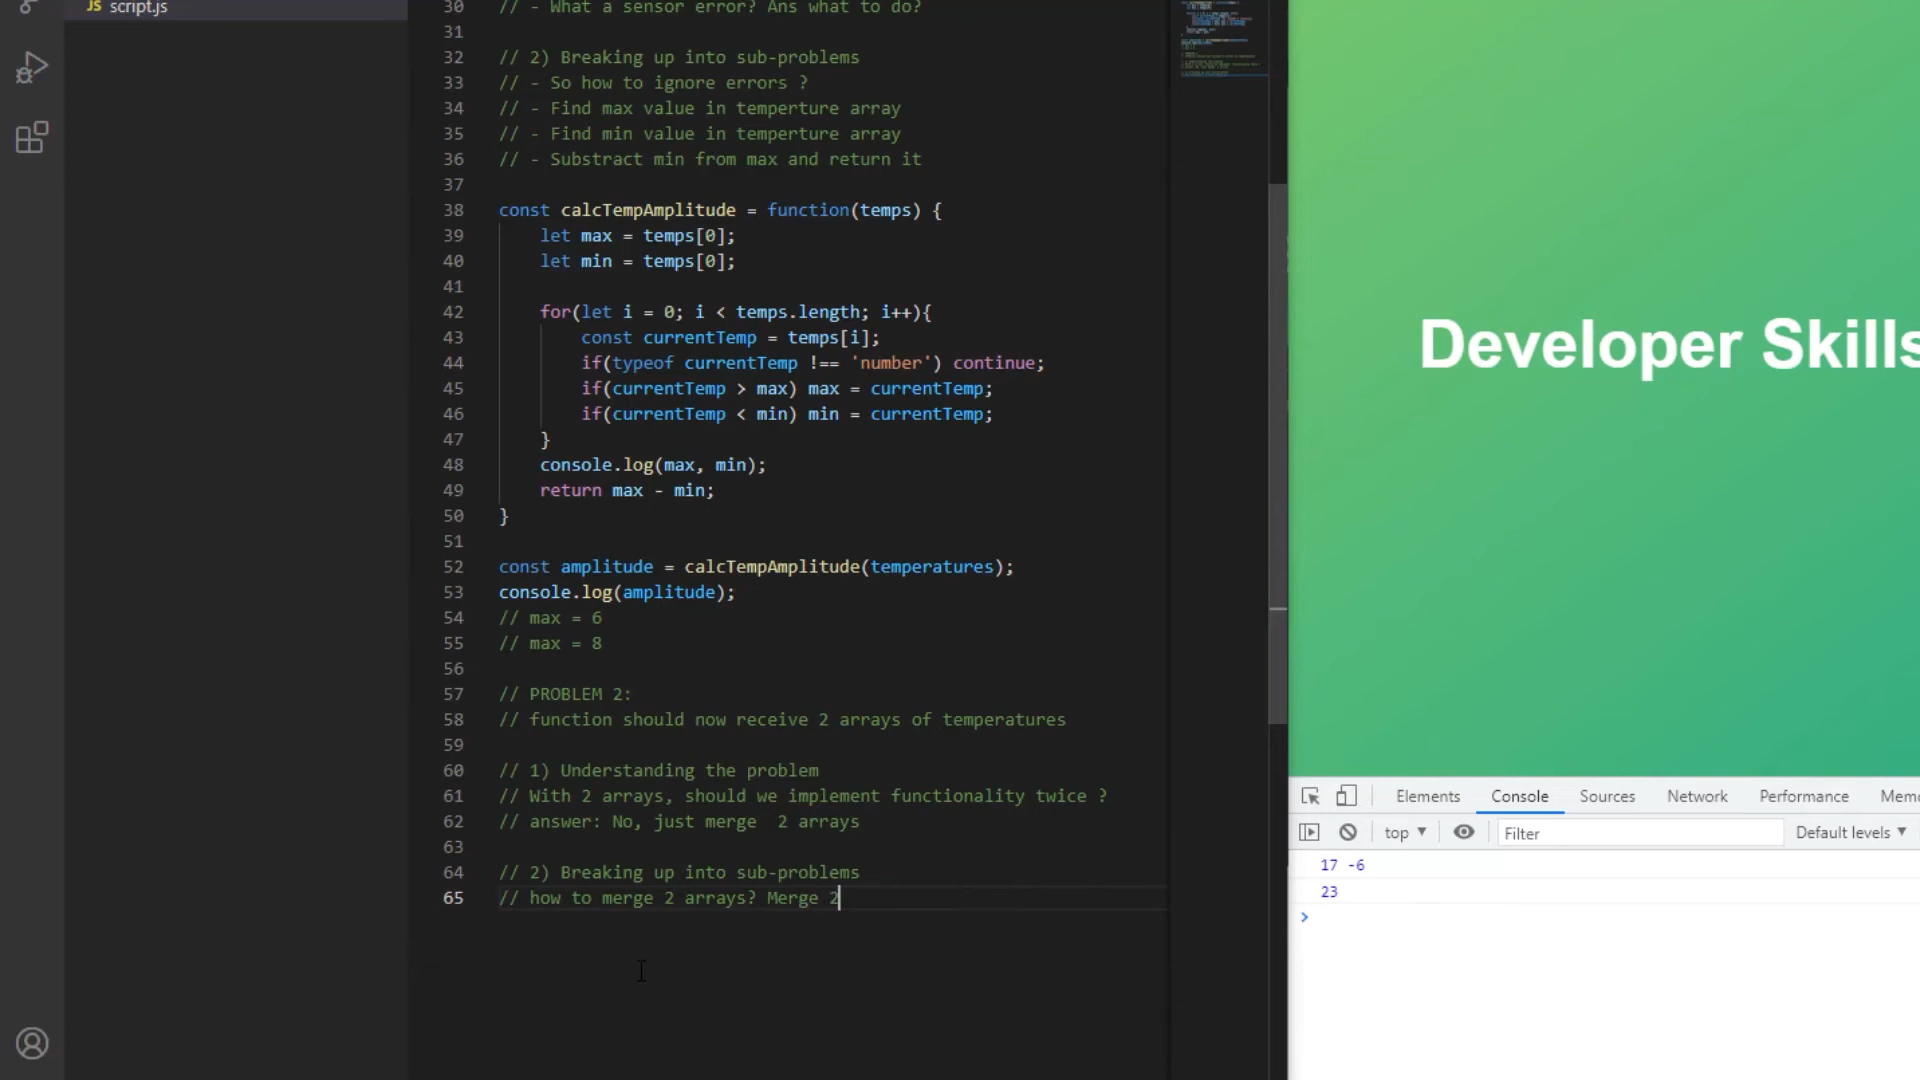 JS script.js
30 // - What a sensor error? Ans what to do?
31
32 // 2) Breaking up into sub-problems
33 // - So how to ignore errors ?
34 // - Find max value in temperture array
35 // - Find min value in temperture array
36 // - Substract min from max and return it
37
38 const calcTempAmplitude = function(temps) {
39 let max = temps[0];
40 let min = temps[0];
41
42 for(let i = 0; i < temps.length; i++){
43 const currentTemp = temps[i];
44 if(typeof currentTemp !== 'number') continue;
45 if(currentTemp > max) max = currentTemp;
46 if(currentTemp < min) min = currentTemp;
47 }
48 console.log(max, min);
49 return max - min;
50 }
51
52 const amplitude = calcTempAmplitude(temperatures);
53 console.log(amplitude);
54 // max = 6
55 // max = 8
56
57 // PROBLEM 2:
58 // function should now receive 2 arrays of temperatures
59
60 // 1) Understanding the problem
61 // With 2 arrays, should we implement functionality twice ?
62 // answer: No, just merge  2 arrays
63
64 // 2) Breaking up into sub-problems
65 // how to merge 2 arrays? Merge 2
Developer Skills
Elements Console Sources Network Performance Memo
top Filter Default levels
17 -6
23
>